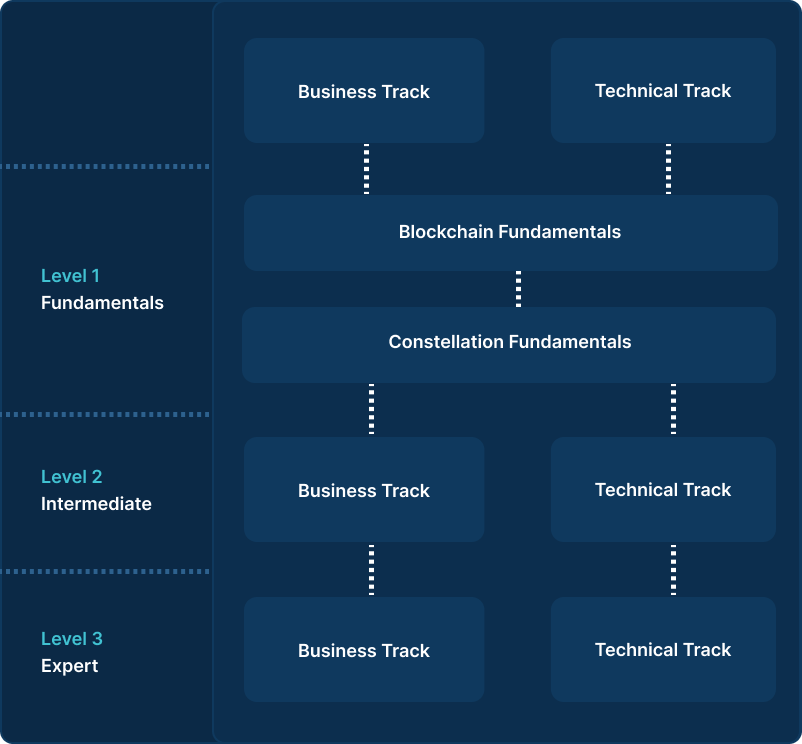 Business Track
Technical Track
Level 1
Fundamentals
Blockchain Fundamentals
Constellation Fundamentals
Level 2
Intermediate
Business Track
Technical Track
Level 3
Expert
Business Track
Technical Track